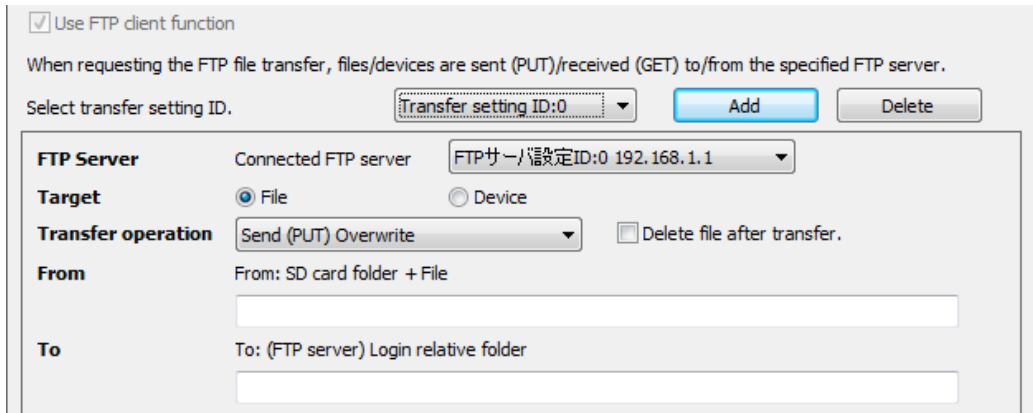 Use FTP client function
When requesting the FTP file transfer, files/devices are sent (PUT)/received (GET) to/from the specified FTP server.
Select transfer setting ID. Transfer setting ID:0 Add Delete
FTP Server Connected FTP server FTPサーバ設定ID:0 192.168.1.1
Target File Device
Transfer operation Send (PUT) Overwrite Delete file after transfer.
From From: SD card folder + File
To To: (FTP server) Login relative folder